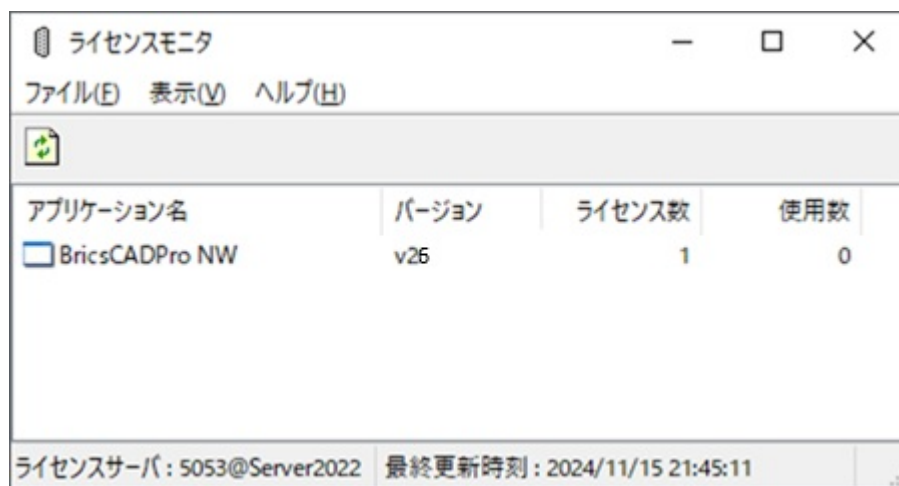 ライセンスモニタ
ファイル(F) 表示(V) ヘルプ(H)
アプリケーション名 バージョン ライセンス数 使用数
BricsCADPro NW v26 1 0
ライセンスサーバ : 5053@Server2022 最終更新時刻 : 2024/11/15 21:45:11